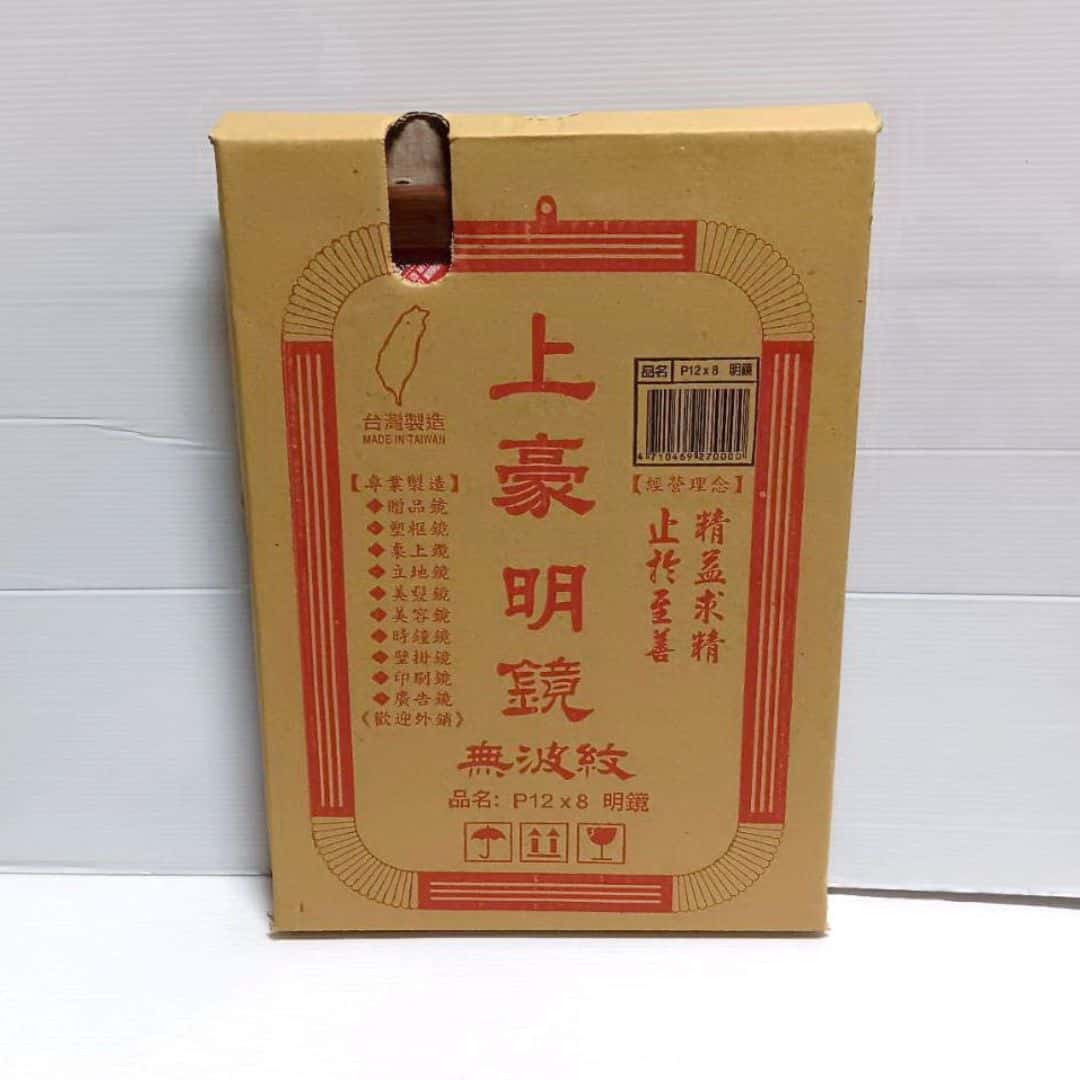 台灣製造
MADE IN TAIWAN
【專業製造】
◆贈品鏡
◆塑框鏡
◆桌上鏡
◆立地鏡
◆美髮鏡
◆美容鏡
◆時鐘鏡
◆壁掛鏡
◆印刷鏡
◆廣告鏡
《歡迎外銷》
上豪明鏡
無波紋
品名: P12 x 8 明鏡
品名 P12 x 8 明鏡
4 710469 270000
【經營理念】
精益求精
止於至善